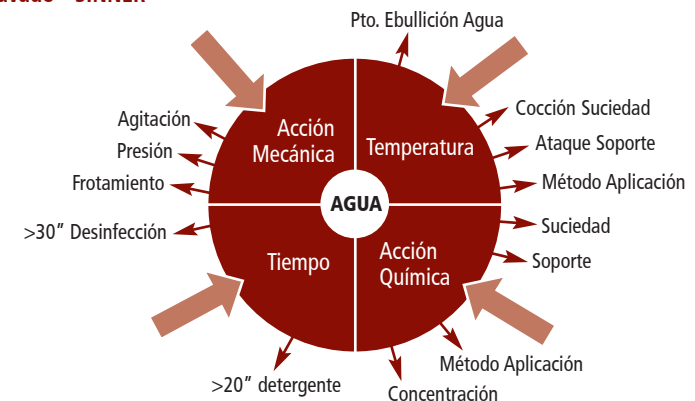 SINNER
Pto. Ebullición Agua
Agitación
Presión
Frotamiento
>30” Desinfección
Acción
Mecánica
Temperatura
Cocción Suciedad
Ataque Soporte
Método Aplicación
AGUA
Tiempo
Acción
Química
Suciedad
Soporte
>20” detergente
Método Aplicación
Concentración